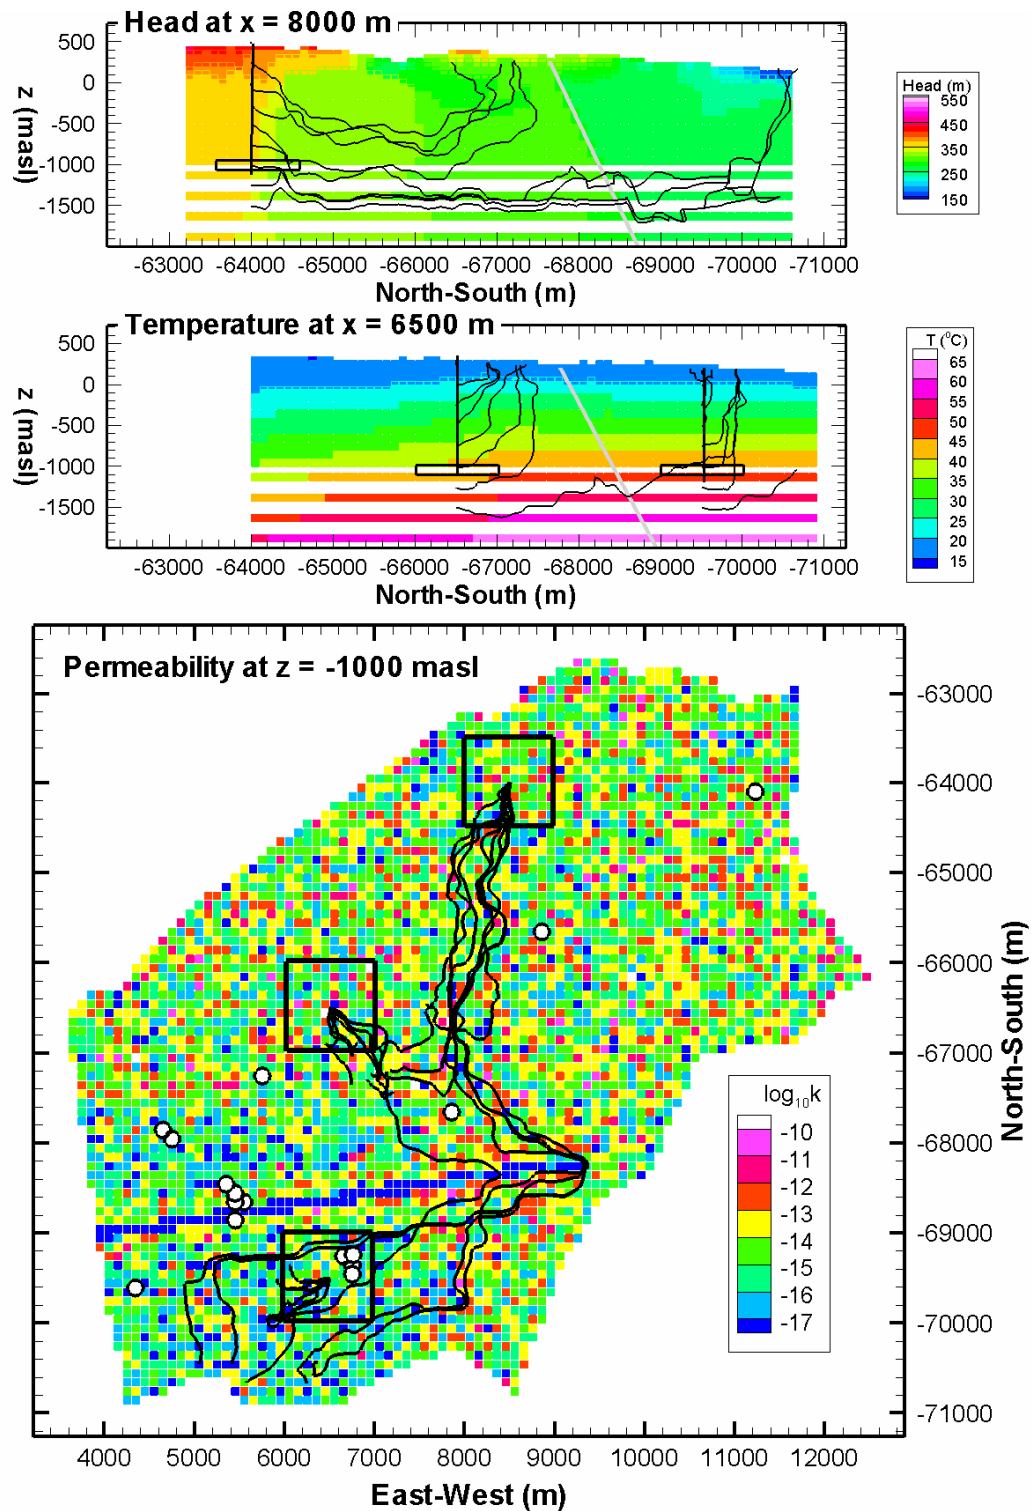 Head at x = 8000 m
500
0
-500
-1000
-1500
z (masl)
Head (m)
550
450
350
250
150
-63000 -64000 -65000 -66000 -67000 -68000 -69000 -70000 -71000
North-South (m)
Temperature at x = 6500 m
500
0
-500
-1000
-1500
z (masl)
T (⁰C)
65
60
55
50
45
40
35
30
25
20
15
-63000 -64000 -65000 -66000 -67000 -68000 -69000 -70000 -71000
North-South (m)
Permeability at z = -1000 masl
-63000
-64000
-65000
-66000
-67000
-68000
-69000
-70000
-71000
North-South (m)
log₁₀k
-10
-11
-12
-13
-14
-15
-16
-17
4000 5000 6000 7000 8000 9000 10000 11000 12000
East-West (m)